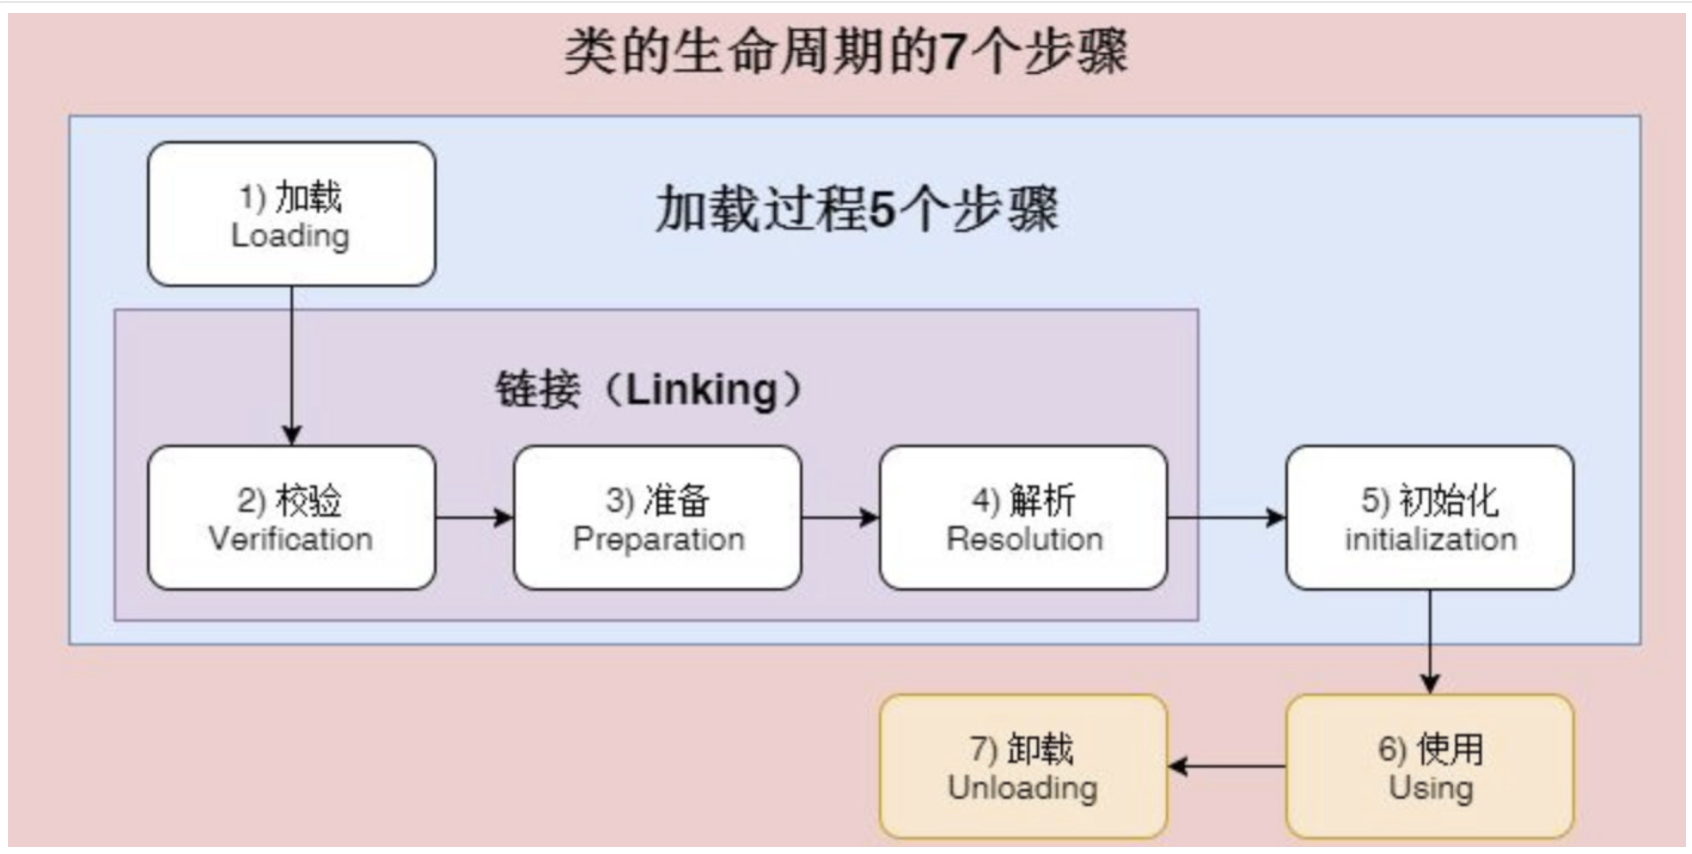 类的生命周期的7个步骤
1) 加载
Loading
加载过程5个步骤
链接（Linking）
2) 校验
Verification
3) 准备
Preparation
4) 解析
Resolution
5) 初始化
initialization
7) 卸载
Unloading
6) 使用
Using